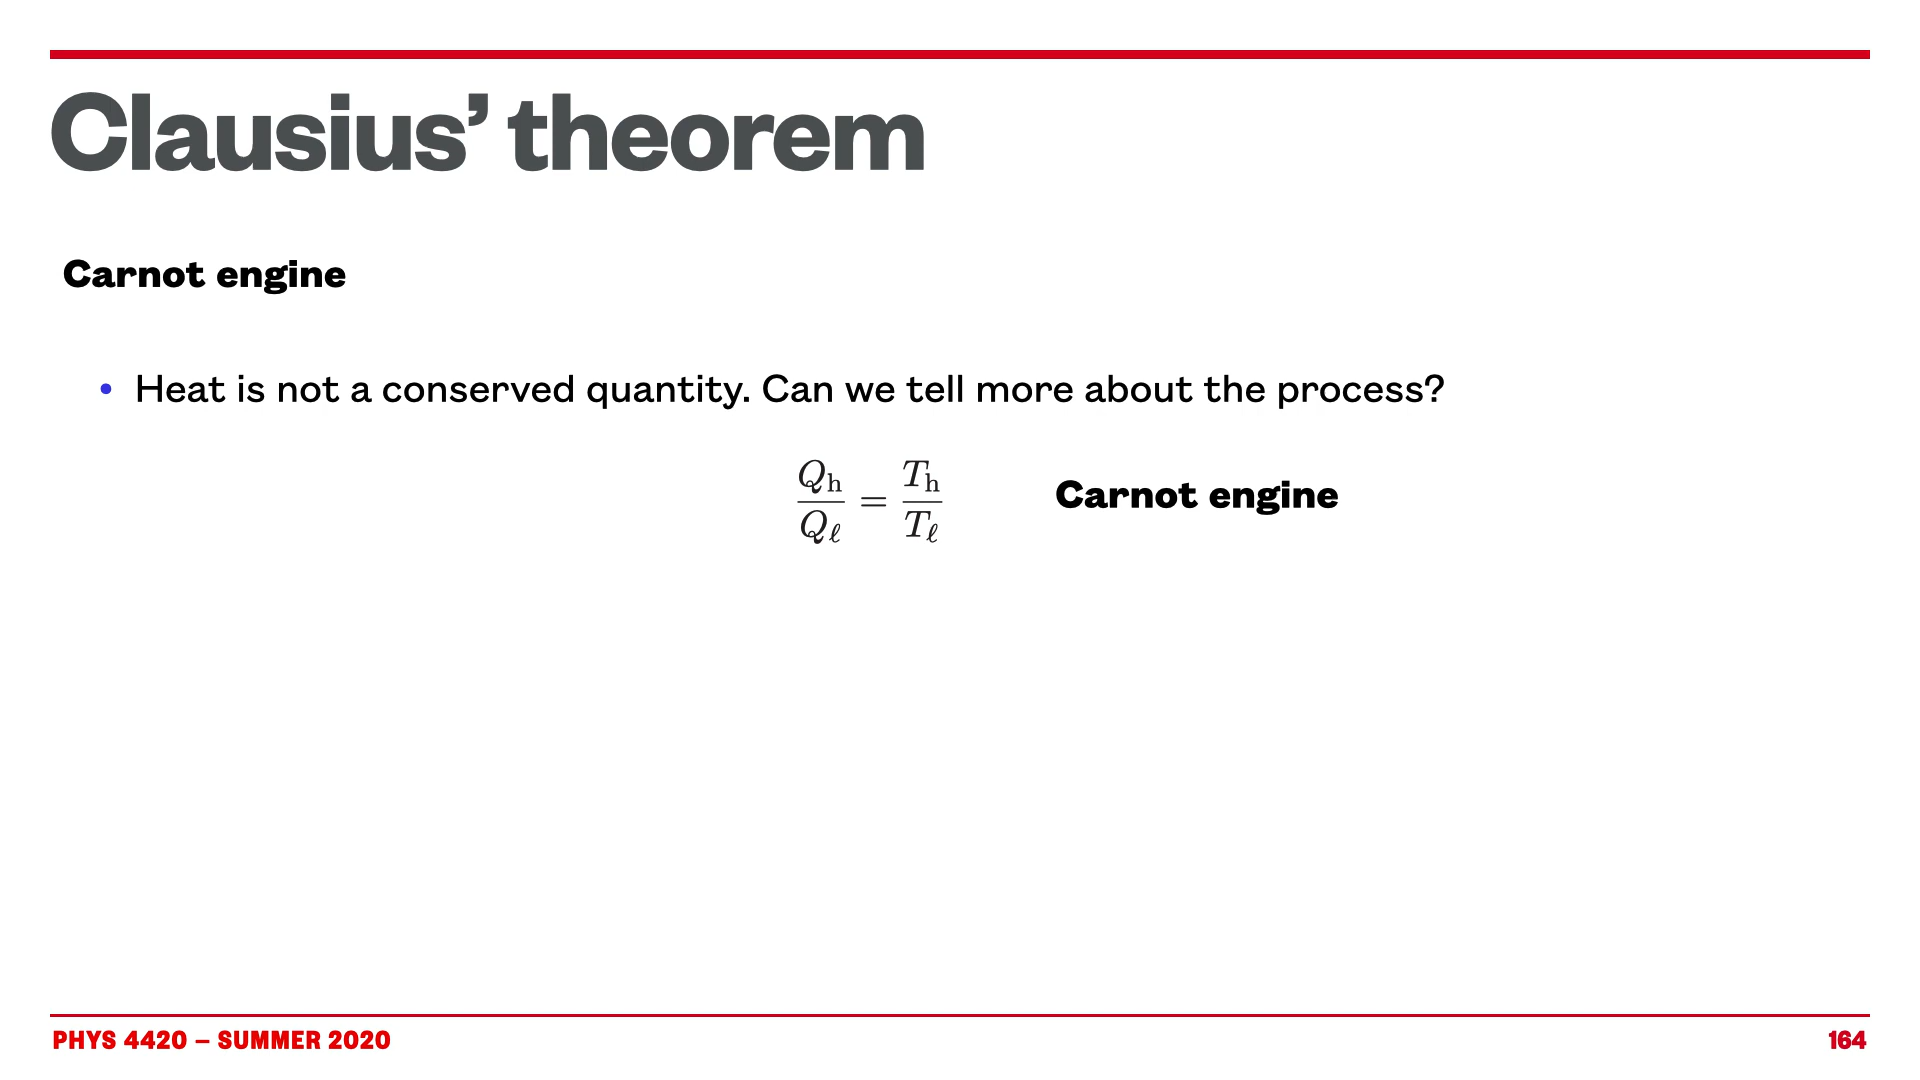 Clausius’ theorem
Carnot engine
• Heat is not a conserved quantity. Can we tell more about the process?
Q_h / Q_ℓ = T_h / T_ℓ    Carnot engine
PHYS 4420 – SUMMER 2020    164